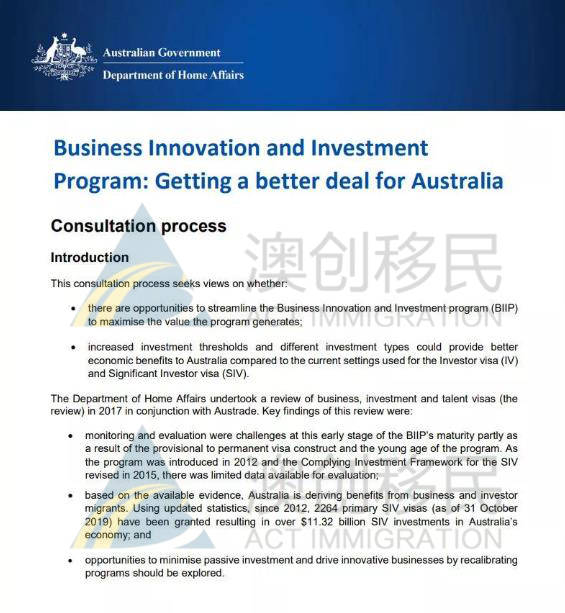 Australian Government
Department of Home Affairs
Business Innovation and Investment
Program: Getting a better deal for Australia
Consultation process
Introduction
This consultation process seeks views on whether:
• there are opportunities to streamline the Business Innovation and Investment program (BIIP)
to maximise the value the program generates;
• increased investment thresholds and different investment types could provide better
economic benefits to Australia compared to the current settings used for the Investor visa (IV)
and Significant Investor visa (SIV).
The Department of Home Affairs undertook a review of business, investment and talent visas (the
review) in 2017 in conjunction with Austrade. Key findings of this review were:
• monitoring and evaluation were challenges at this early stage of the BIIP's maturity partly as
a result of the provisional to permanent visa construct and the young age of the program. As
the program was introduced in 2012 and the Complying Investment Framework for the SIV
revised in 2015, there was limited data available for evaluation;
• based on the available evidence, Australia is deriving benefits from business and investor
migrants. Using updated statistics, since 2012, 2264 primary SIV visas (as of 31 October
2019) have been granted resulting in over $11.32 billion SIV investments in Australia's
economy; and
• opportunities to minimise passive investment and drive innovative businesses by recalibrating
programs should be explored.
澳创移民
ACT IMMIGRATION
澳创移民
ACT IMMIGRATION